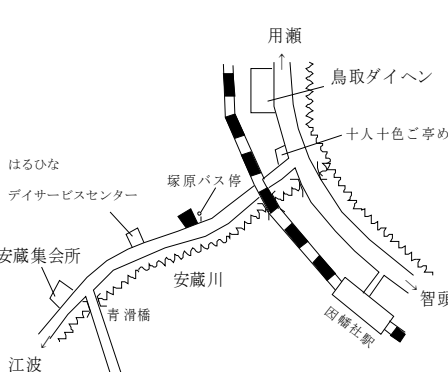 用瀬
鳥取ダイヘン
十人十色ご亭め
はるひな
デイサービスセンター
塚原バス停
安蔵集会所
安蔵川
智頭
青滑橋
因幡社駅
江波